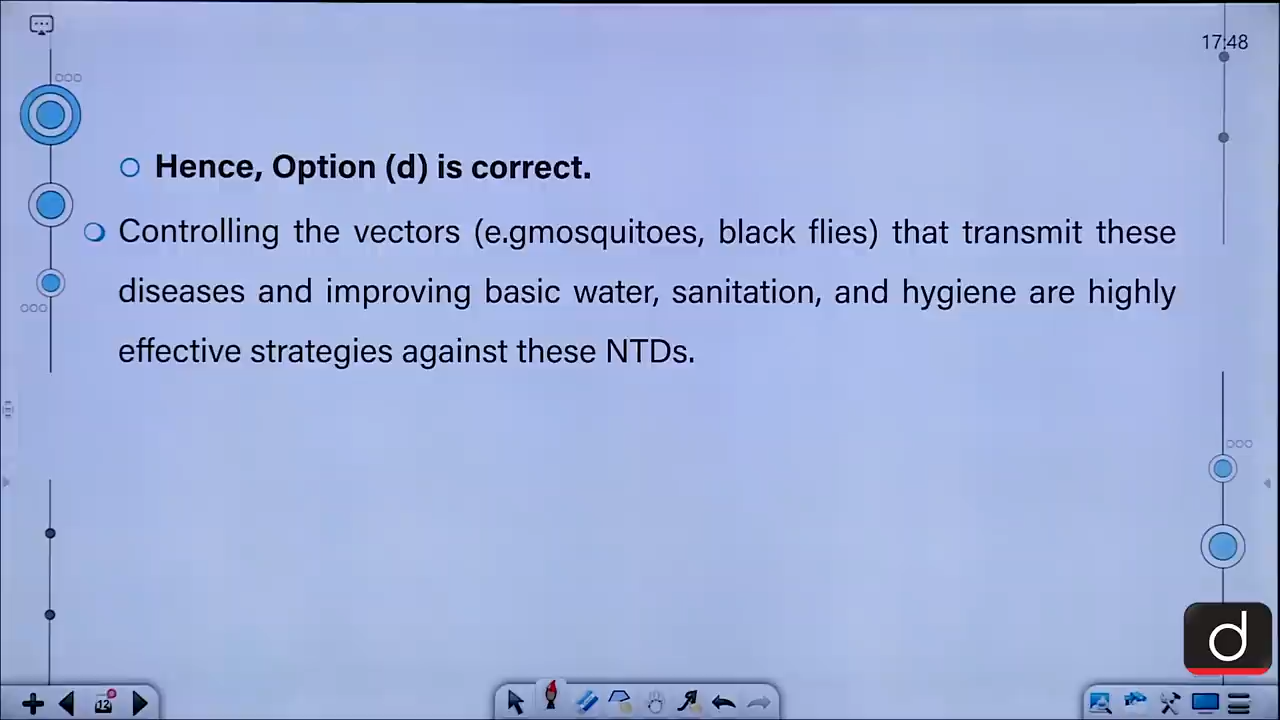 17:48
Hence, Option (d) is correct.
Controlling the vectors (e.gmosquitoes, black flies) that transmit these
diseases and improving basic water, sanitation, and hygiene are highly
effective strategies against these NTDs.
d
12